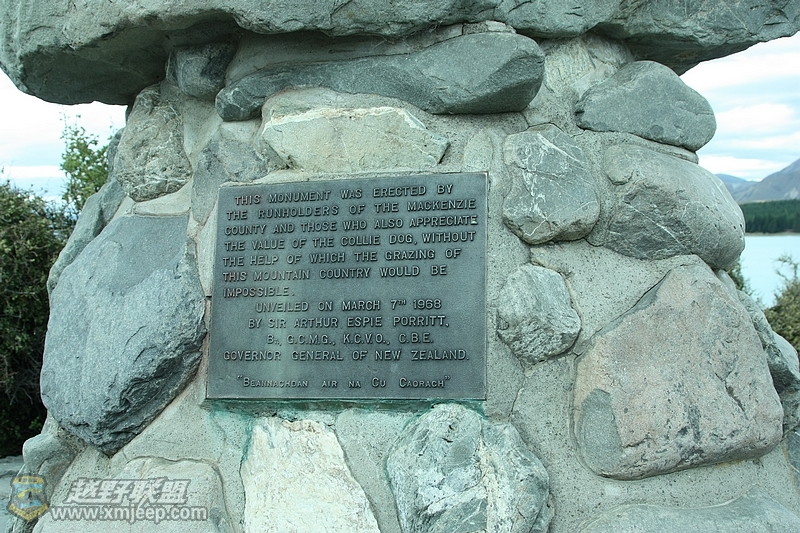 THIS MONUMENT WAS ERECTED BY
THE RUNHOLDERS OF THE MACKENZIE
COUNTY AND THOSE WHO ALSO APPRECIATE
THE VALUE OF THE COLLIE DOG, WITHOUT
THE HELP OF WHICH THE GRAZING OF
THIS MOUNTAIN COUNTRY WOULD BE
IMPOSSIBLE.
UNVEILED ON MARCH 7TH 1968
BY SIR ARTHUR ESPIE PORRITT,
BT, G.C.M.G., K.C.V.O., C.B.E.
GOVERNOR GENERAL OF NEW ZEALAND.
"BEANNACHDAN AIR NA CU CAORACH"
越野联盟
www.xmjeep.com